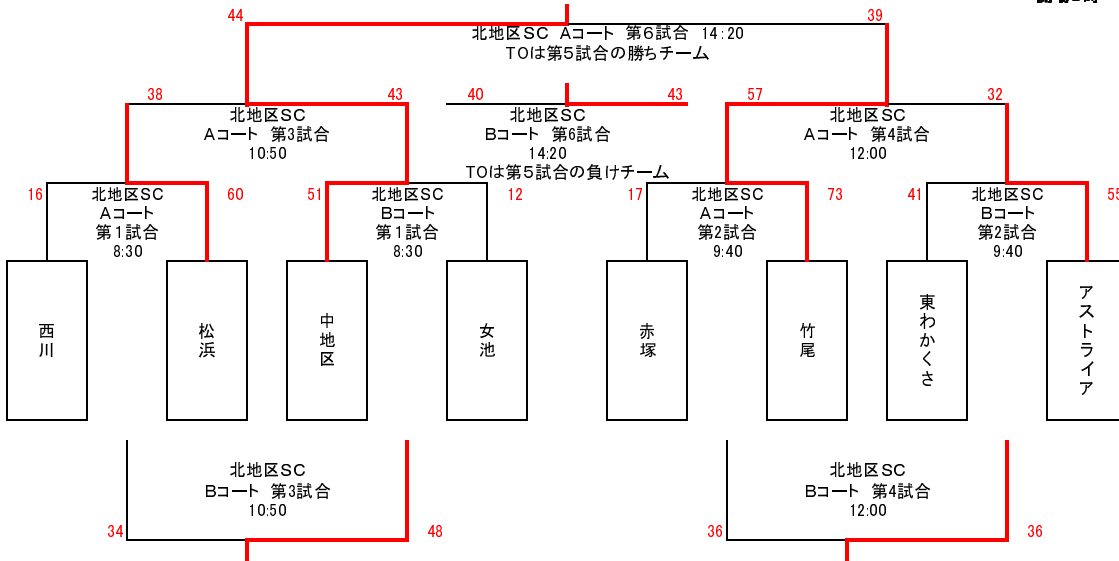 44
39
北地区SC Aコート 第6試合 14:20
TOは第5試合の勝ちチーム
38
43
40
43
57
32
北地区SC
Aコート 第3試合
10:50
北地区SC
Bコート 第6試合
14:20
TOは第5試合の負けチーム
北地区SC
Aコート 第4試合
12:00
16
北地区SC
Aコート
第1試合
8:30
60
51
北地区SC
Bコート
第1試合
8:30
12
17
北地区SC
Aコート
第2試合
9:40
73
41
北地区SC
Bコート
第2試合
9:40
55
西川
松浜
中地区
女池
赤塚
竹尾
東わかくさ
アストライア
北地区SC
Bコート 第3試合
10:50
34
48
北地区SC
Bコート 第4試合
12:00
36
36